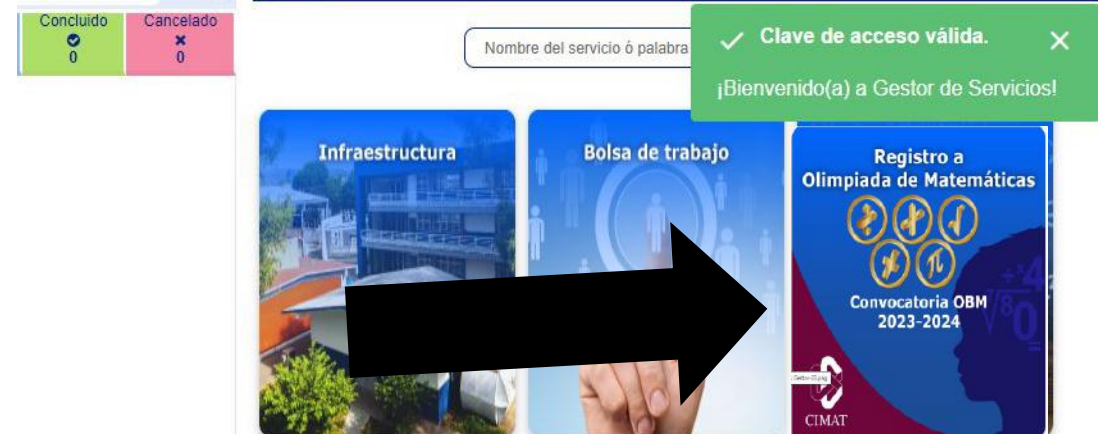 Concluido
0
Cancelado
0
Nombre del servicio ó palabra
Clave de acceso válida.
¡Bienvenido(a) a Gestor de Servicios!
Infraestructura
Bolsa de trabajo
Registro a
Olimpiada de Matemáticas
Convocatoria OBM
2023-2024
CIMAT